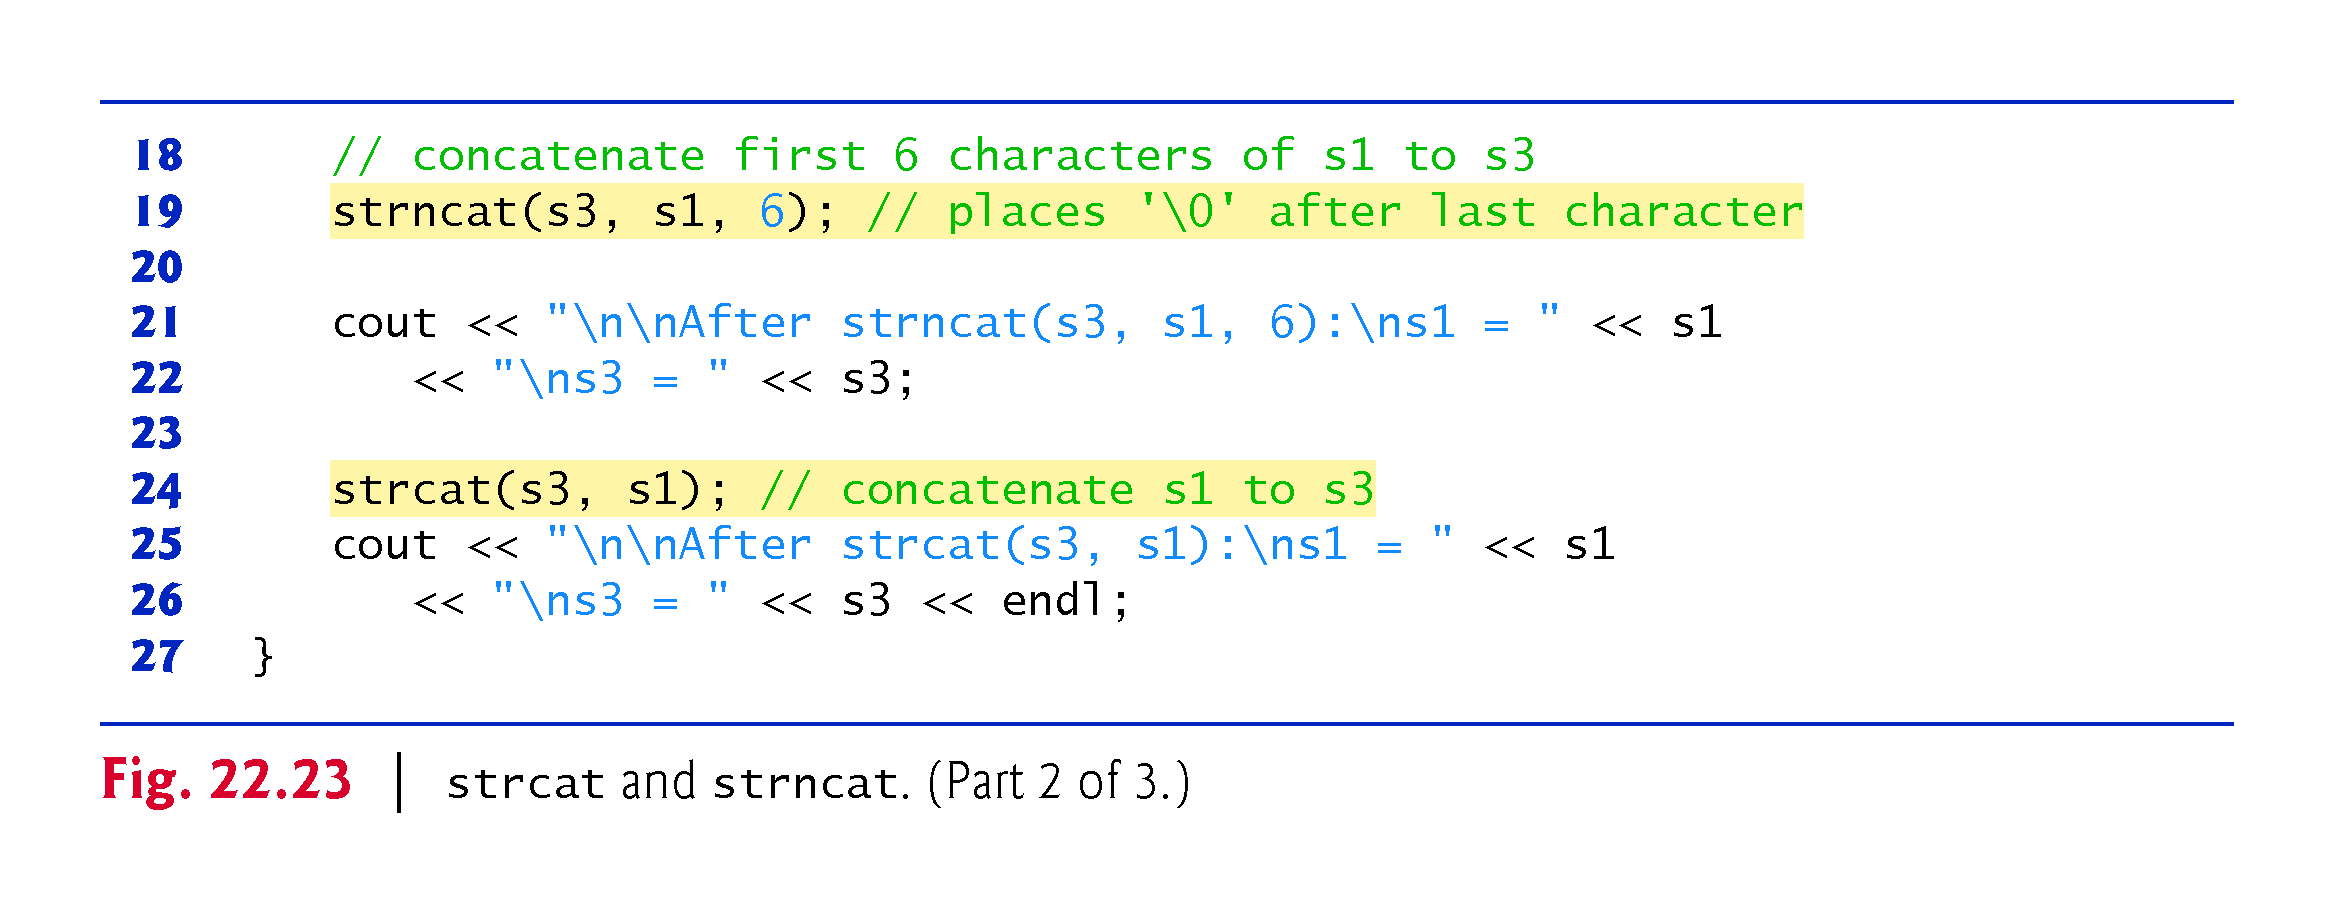 18 // concatenate first 6 characters of s1 to s3
19 strncat(s3, s1, 6); // places '\0' after last character
20
21 cout << "\n\nAfter strncat(s3, s1, 6):\ns1 = " << s1
22 << "\ns3 = " << s3;
23
24 strcat(s3, s1); // concatenate s1 to s3
25 cout << "\n\nAfter strcat(s3, s1):\ns1 = " << s1
26 << "\ns3 = " << s3 << endl;
27 }
Fig. 22.23 | strcat and strncat. (Part 2 of 3.)